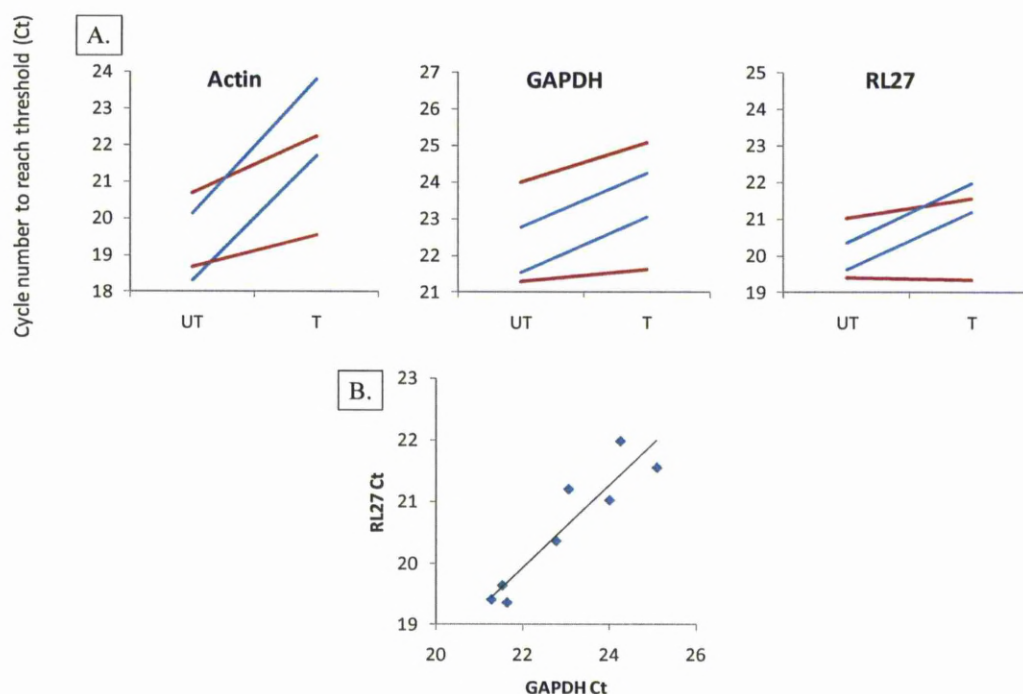 Cycle number to reach threshold (Ct)
A.
Actin
24
23
22
21
20
19
18
UT T
GAPDH
27
26
25
24
23
22
21
UT T
RL27
25
24
23
22
21
20
19
UT T
B.
RL27 Ct
23
22
21
20
19
20 22 24 26
GAPDH Ct